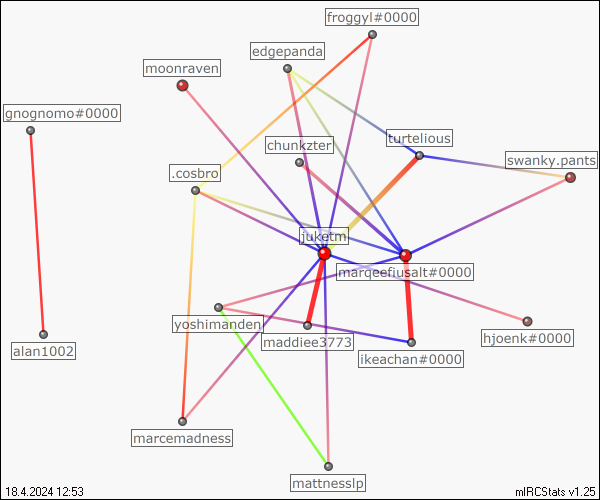 froggyl#0000
edgepanda
moonraven
gnognomo#0000
turtelious
chunkzter
swanky.pants
.cosbro
juketm
marqeefiusalt#0000
yoshimanden
maddiee3773
hjoenk#0000
alan1002
ikeachan#0000
marcemadness
mattnesslp
18.4.2024 12:53
mIRCStats v1.25